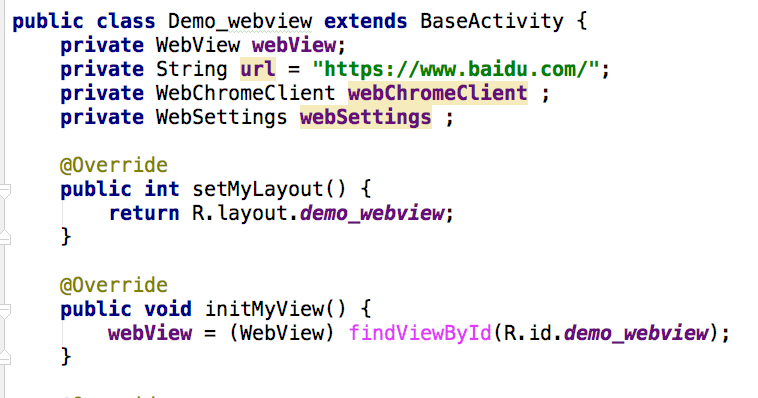 public class Demo_webview extends BaseActivity {
    private WebView webView;
    private String url = "https://www.baidu.com/";
    private WebChromeClient webChromeClient ;
    private WebSettings webSettings ;
    @Override
    public int setMyLayout() {
        return R.layout.demo_webview;
    }
    @Override
    public void initMyView() {
        webView = (WebView) findViewById(R.id.demo_webview);
    }